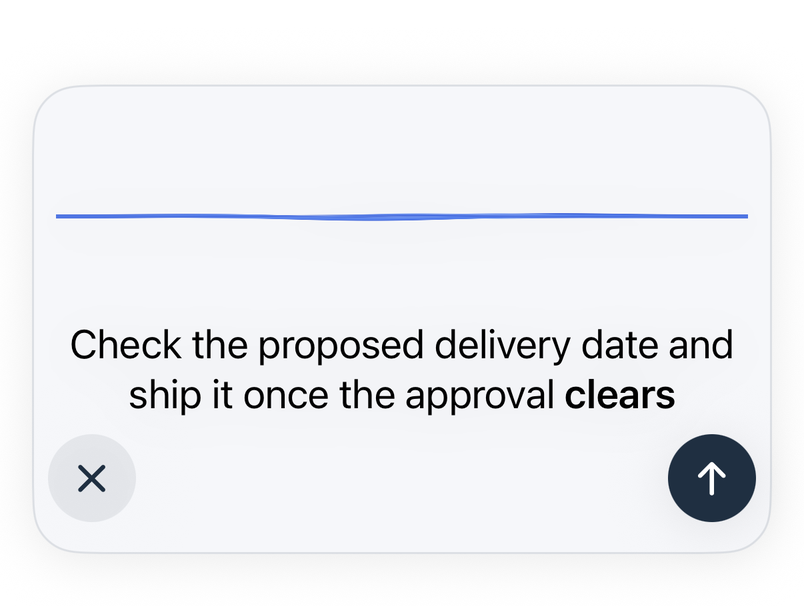 Check the proposed delivery date and
ship it once the approval clears